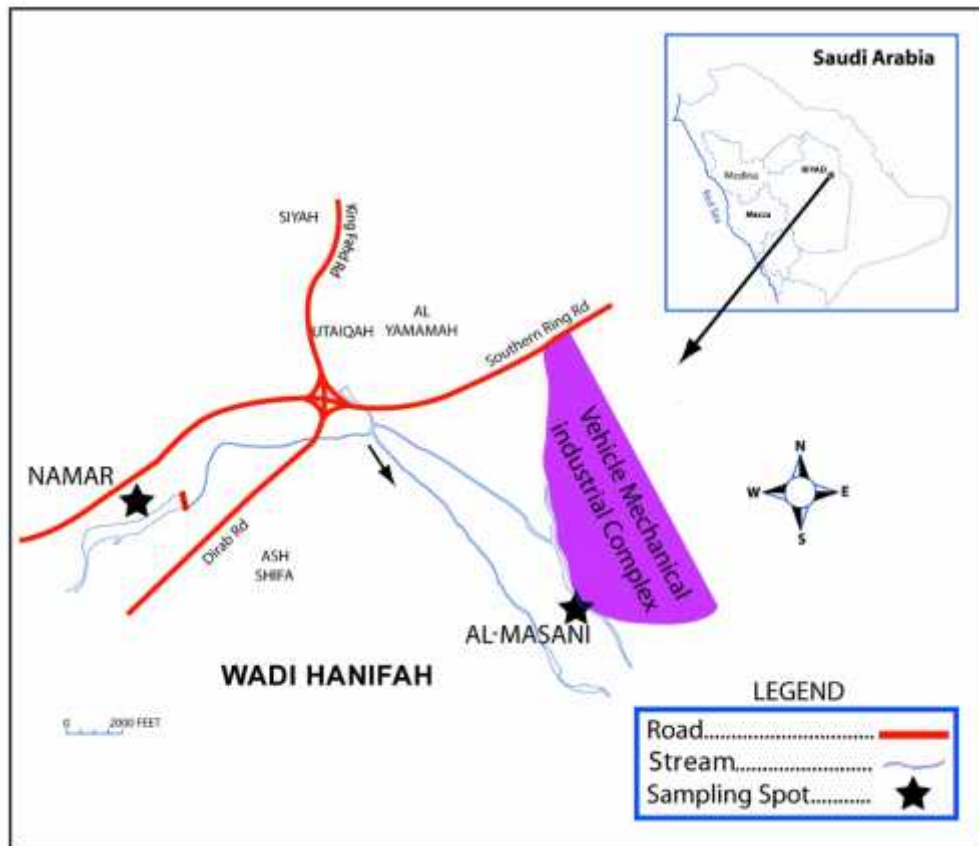 Saudi Arabia
Medina
RIYAD
Mecca
Red Sea
SIYAH
King Fahd Rd
UTAIQAH
AL
YAMAMAH
Southern Ring Rd
Vehicle Mechanical
industrial Complex
NAMAR
N
W
E
S
Dirab Rd
ASH
SHIFA
AL-MASANI
WADI HANIFAH
0
2000 FEET
LEGEND
Road..............................
Stream........................
Sampling Spot...........